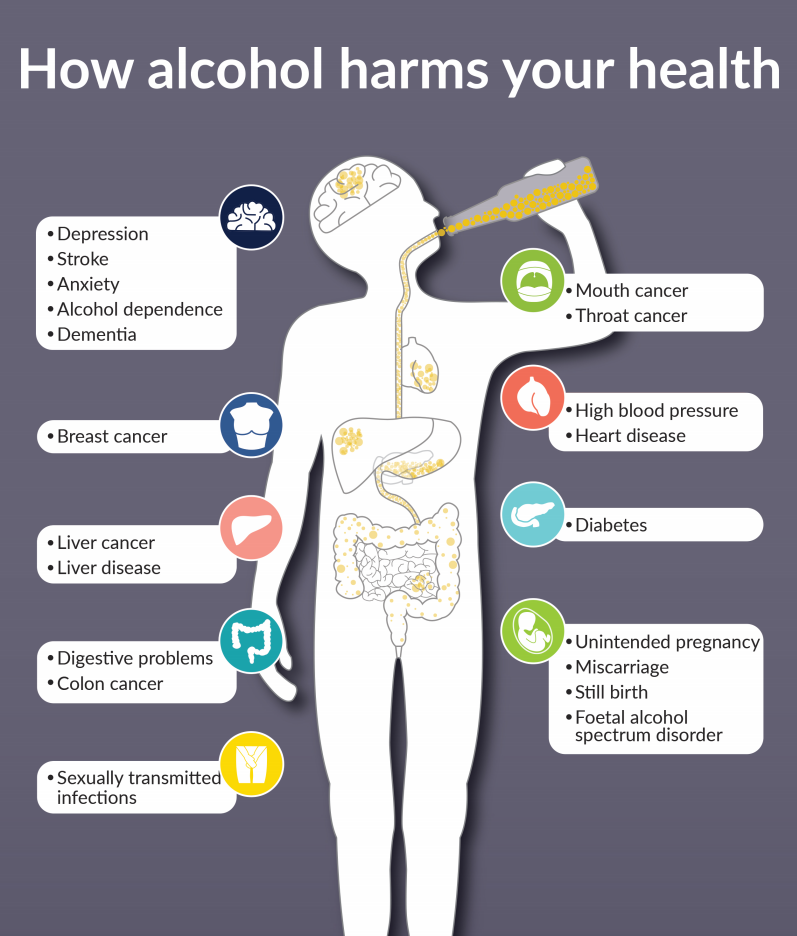 How alcohol harms your health
• Depression
• Stroke
• Anxiety
• Alcohol dependence
• Dementia
• Breast cancer
• Liver cancer
• Liver disease
• Digestive problems
• Colon cancer
• Sexually transmitted
infections
• Mouth cancer
• Throat cancer
• High blood pressure
• Heart disease
• Diabetes
• Unintended pregnancy
• Miscarriage
• Still birth
• Foetal alcohol
spectrum disorder